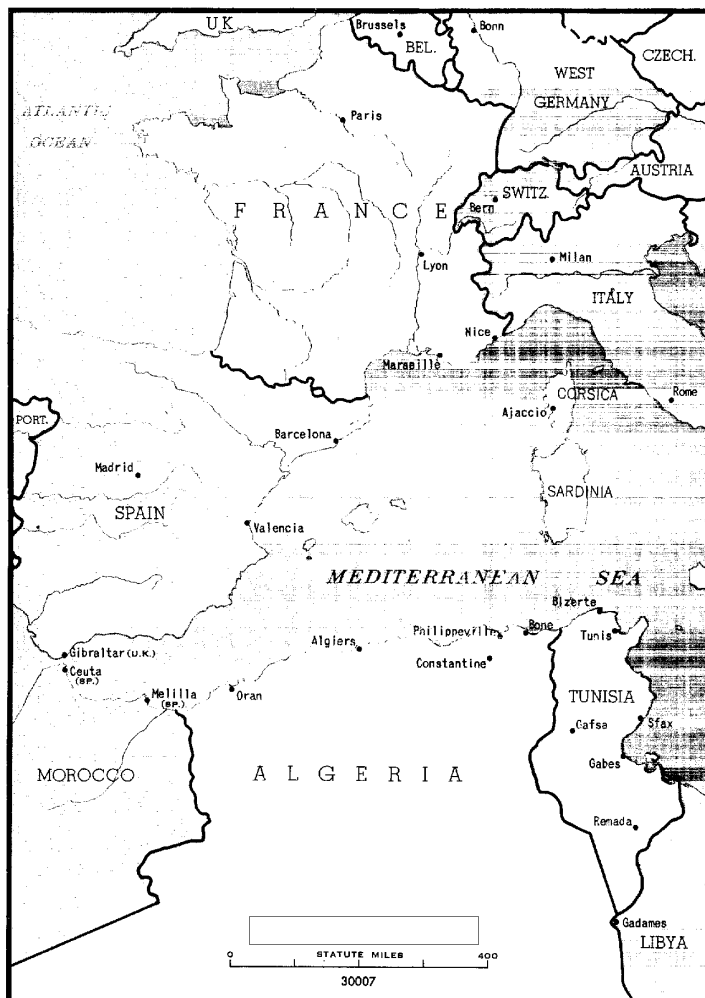 UK
Brussels
Bonn
BEL.
CZECH.
WEST
GERMANY
ATLANTIC
OCEAN
Paris
AUSTRIA
SWITZ.
Bern
FRANCE
Lyon
Milan
ITALY
Nice
Marseille
CORSICA
Rome
Ajaccio
PORT.
Barcelona
Madrid
SARDINIA
SPAIN
Valencia
MEDITERRANEAN SEA
Bizerte
Philippeville
Bone
Tunis
Algiers
Gibraltar (U.K.)
Constantine
Ceuta
(SP.)
Melilla
(SP.)
Oran
TUNISIA
Gafsa
Sfax
Gabes
MOROCCO
ALGERIA
Remada
Gadames
LIBYA
0 STATUTE MILES 400
30007